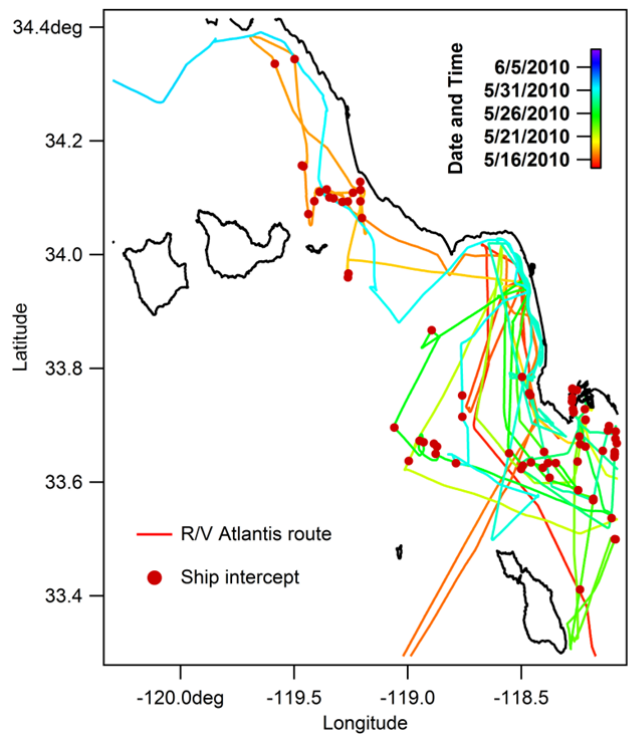 34.4deg
34.2
34.0
33.8
33.6
33.4
Latitude
Date and Time
6/5/2010
5/31/2010
5/26/2010
5/21/2010
5/16/2010
R/V Atlantis route
Ship intercept
-120.0deg
-119.5
-119.0
-118.5
Longitude